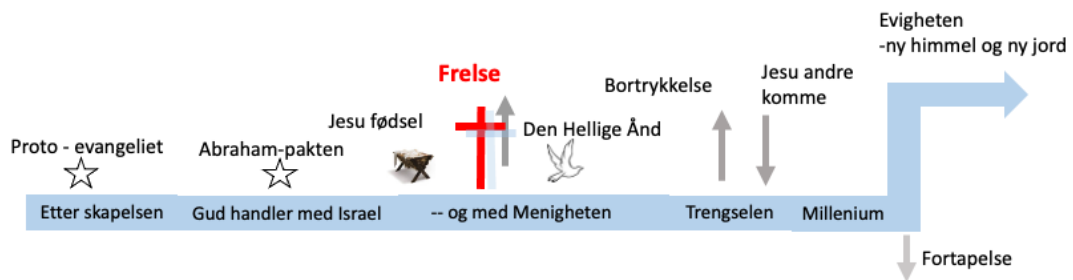 Evigheten
-ny himmel og ny jord
Frelse
Bortrykkelse
Jesu andre
komme
Jesu fødsel
Den Hellige Ånd
Proto - evangeliet
Abraham-pakten
Etter skapelsen
Gud handler med Israel
-- og med Menigheten
Trengselen
Millenium
Fortapelse